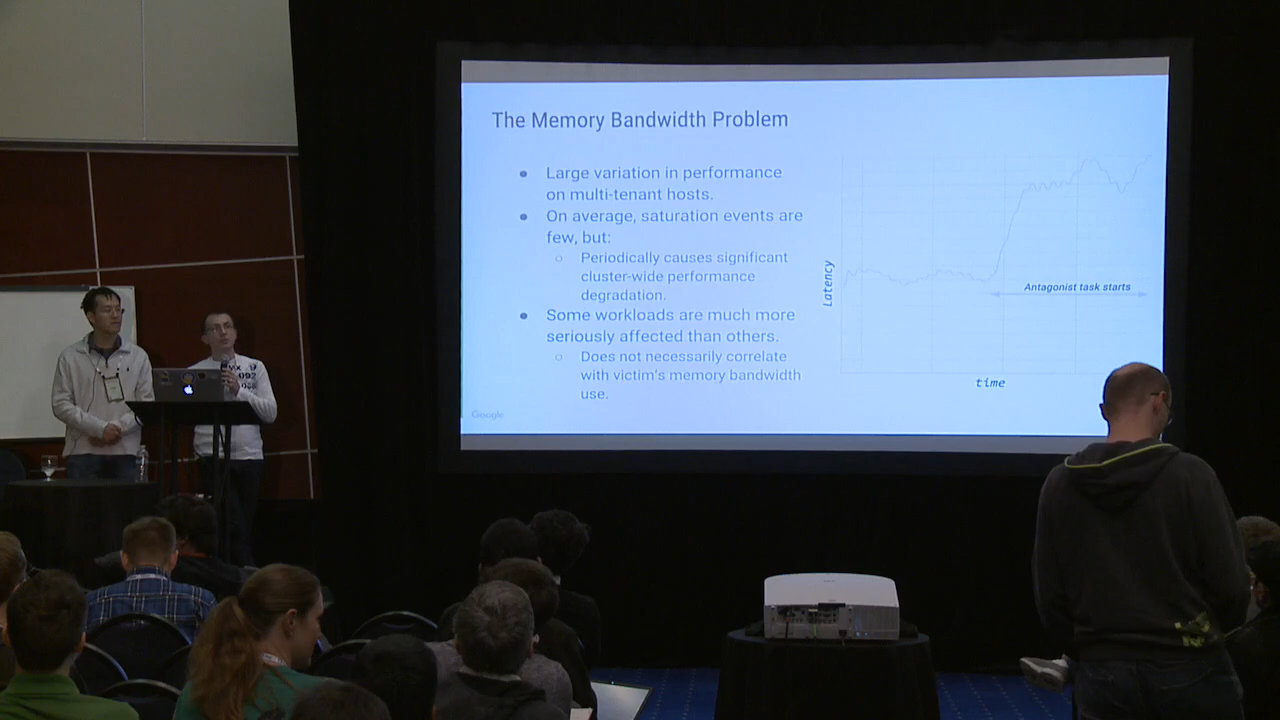 The Memory Bandwidth Problem
Large variation in performance
on multi-tenant hosts.
On average, saturation events are
few, but:
Periodically causes significant
cluster-wide performance
degradation.
Some workloads are much more
seriously affected than others.
Does not necessarily correlate
with victim's memory bandwidth
use.
Latency
Antagonist task starts
time
Google